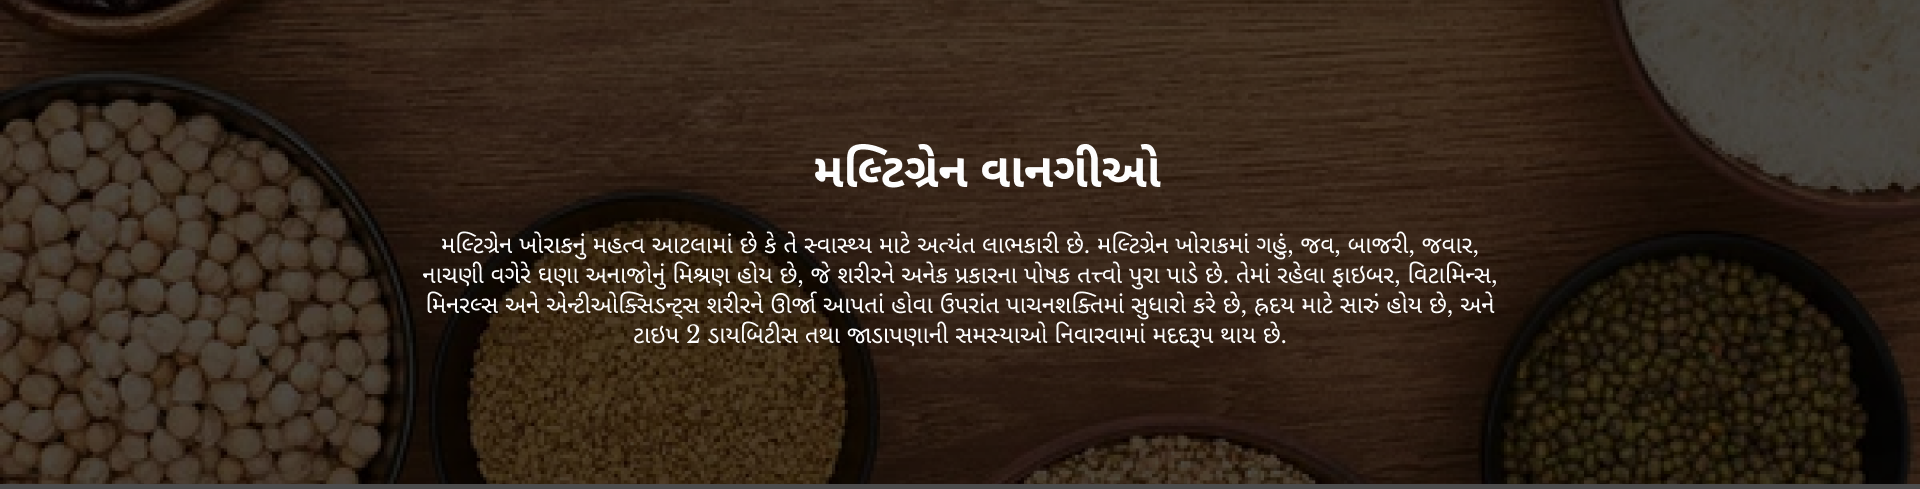 મલ્ટિગ્રેન વાનગીઓ
મલ્ટિગ્રેન ખોરાકનું મહત્વ આટલામાં છે કે તે સ્વાસ્થ્ય માટે અત્યંત લાભકારી છે. મલ્ટિગ્રેન ખોરાકમાં ગહું, જવ, બાજરી, જવાર,
નાચણી વગેરે ઘણા અનાજોનું મિશ્રણ હોય છે, જે શરીરને અનેક પ્રકારના પોષક તત્ત્વો પુરા પાડે છે. તેમાં રહેલા ફાઇબર, વિટામિન્સ,
મિનરલ્સ અને એન્ટીઓક્સિડન્ટ્સ શરીરને ઊર્જા આપતાં હોવા ઉપરાંત પાચનશક્તિમાં સુધારો કરે છે, હ્રદય માટે સારું હોય છે, અને
ટાઇપ 2 ડાયબિટીસ તથા જાડાપણાની સમસ્યાઓ નિવારવામાં મદદરૂપ થાય છે.